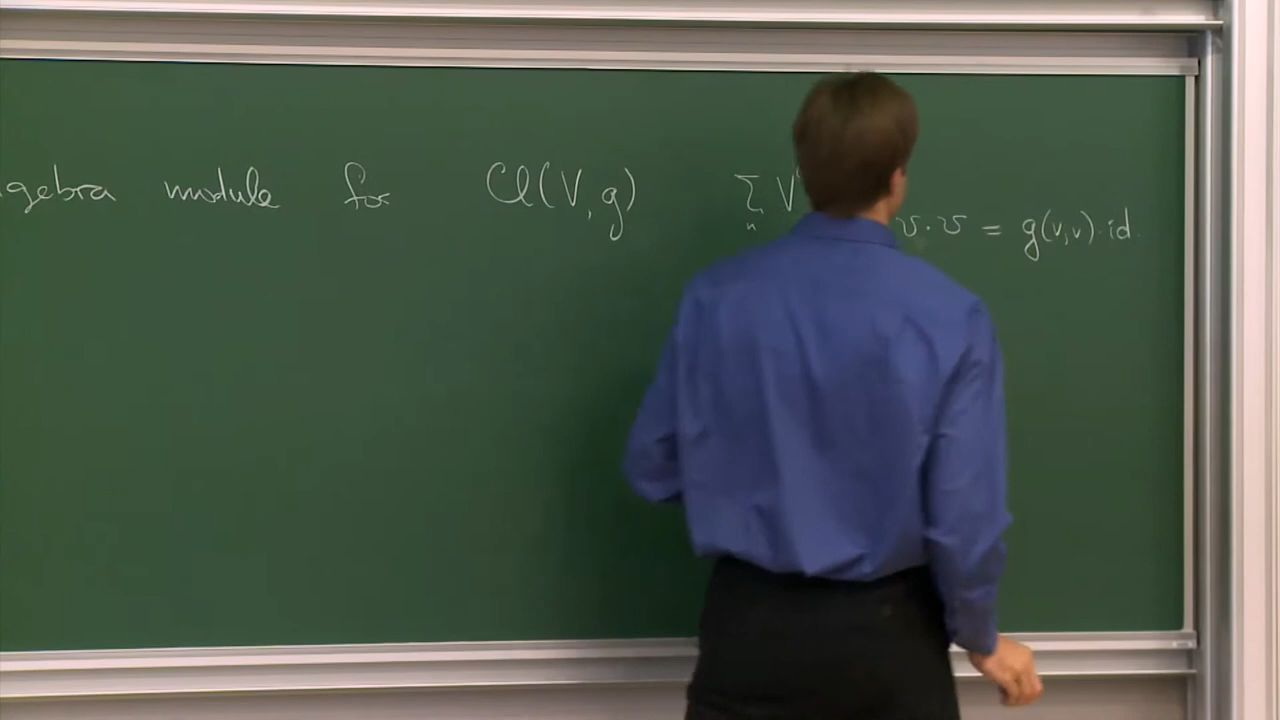 gebra module for Cl(V,g) ∑ V
n
v·v = g(v,v)·id.